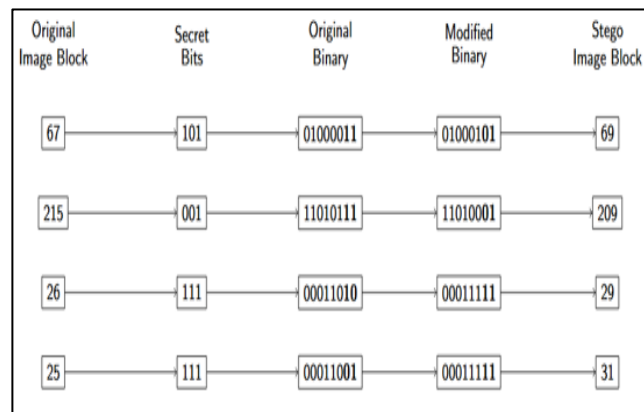 Original Image Block Secret Bits Original Binary Modified Binary Stego Image Block
67 101 01000011 01000101 69
215 001 11010111 11010001 209
26 111 00011010 00011111 29
25 111 00011001 00011111 31